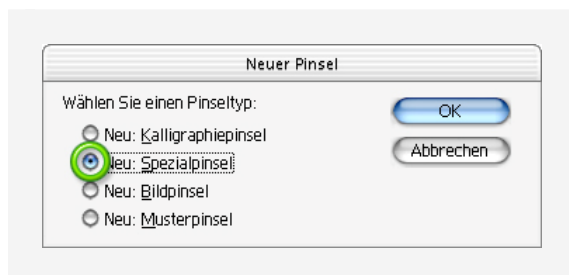 Neuer Pinsel
Wählen Sie einen Pinseltyp:
Neu: Kalligraphiepinsel
Neu: Spezialpinsel
Neu: Bildpinsel
Neu: Musterpinsel
OK
Abbrechen